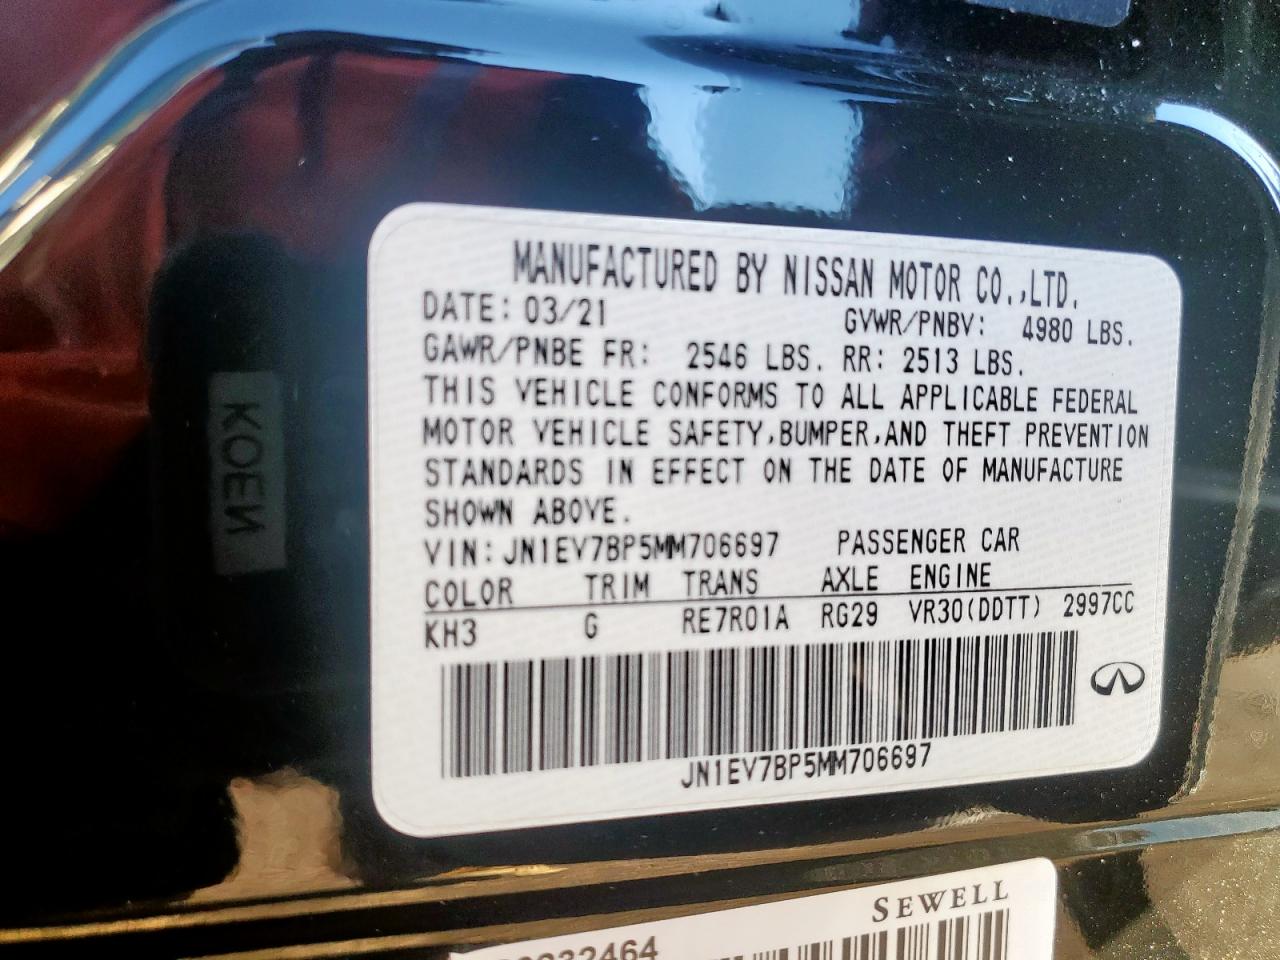 MANUFACTURED BY NISSAN MOTOR CO.,LTD.
DATE: 03/21 GVWR/PNBV: 4980 LBS.
GAWR/PNBE FR: 2546 LBS. RR: 2513 LBS.
THIS VEHICLE CONFORMS TO ALL APPLICABLE FEDERAL
MOTOR VEHICLE SAFETY,BUMPER,AND THEFT PREVENTION
STANDARDS IN EFFECT ON THE DATE OF MANUFACTURE
SHOWN ABOVE.
VIN: JN1EV7BP5MM706697 PASSENGER CAR
COLOR TRIM TRANS AXLE ENGINE
KH3 G RE7R01A RG29 VR30(DDTT) 2997CC
JN1EV7BP5MM706697
KOEN
SEWELL